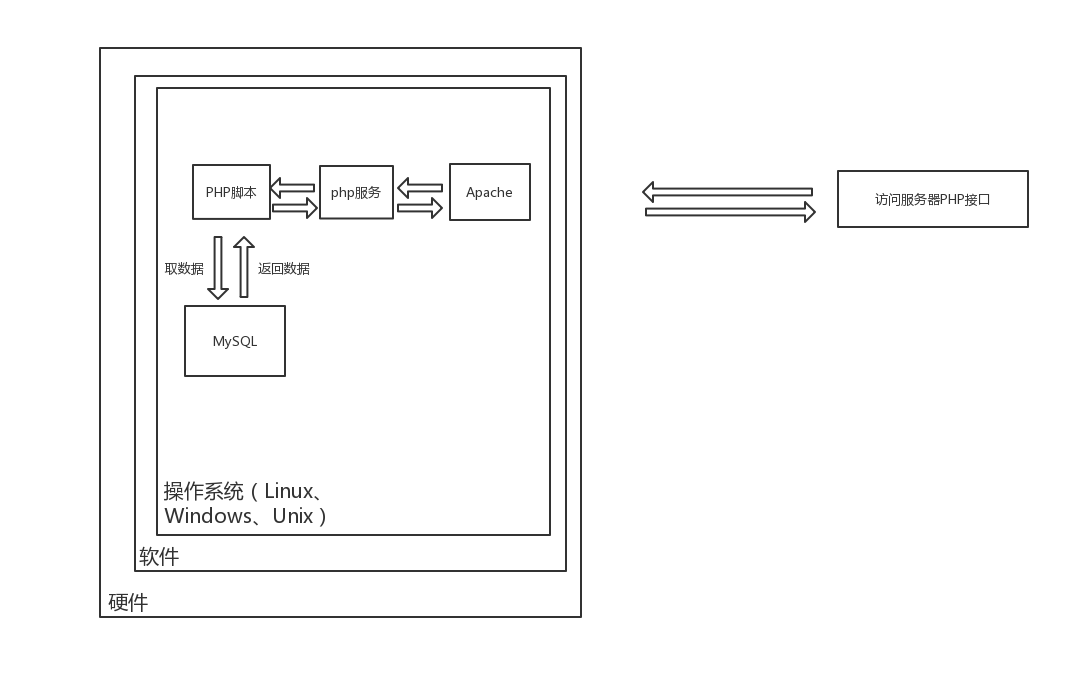 PHP脚本
php服务
Apache
访问服务器PHP接口
取数据
返回数据
MySQL
操作系统（Linux、
Windows、Unix）
软件
硬件